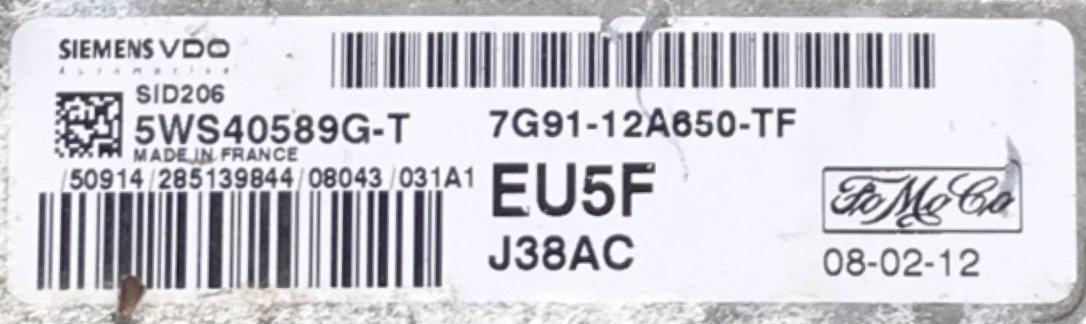 SIEMENS VDO
Automotive
SID206
5WS40589G-T
MADE IN FRANCE
/50914/285139844/08043/031A1
7G91-12A650-TF
EU5F
J38AC
FoMoCo
08-02-12